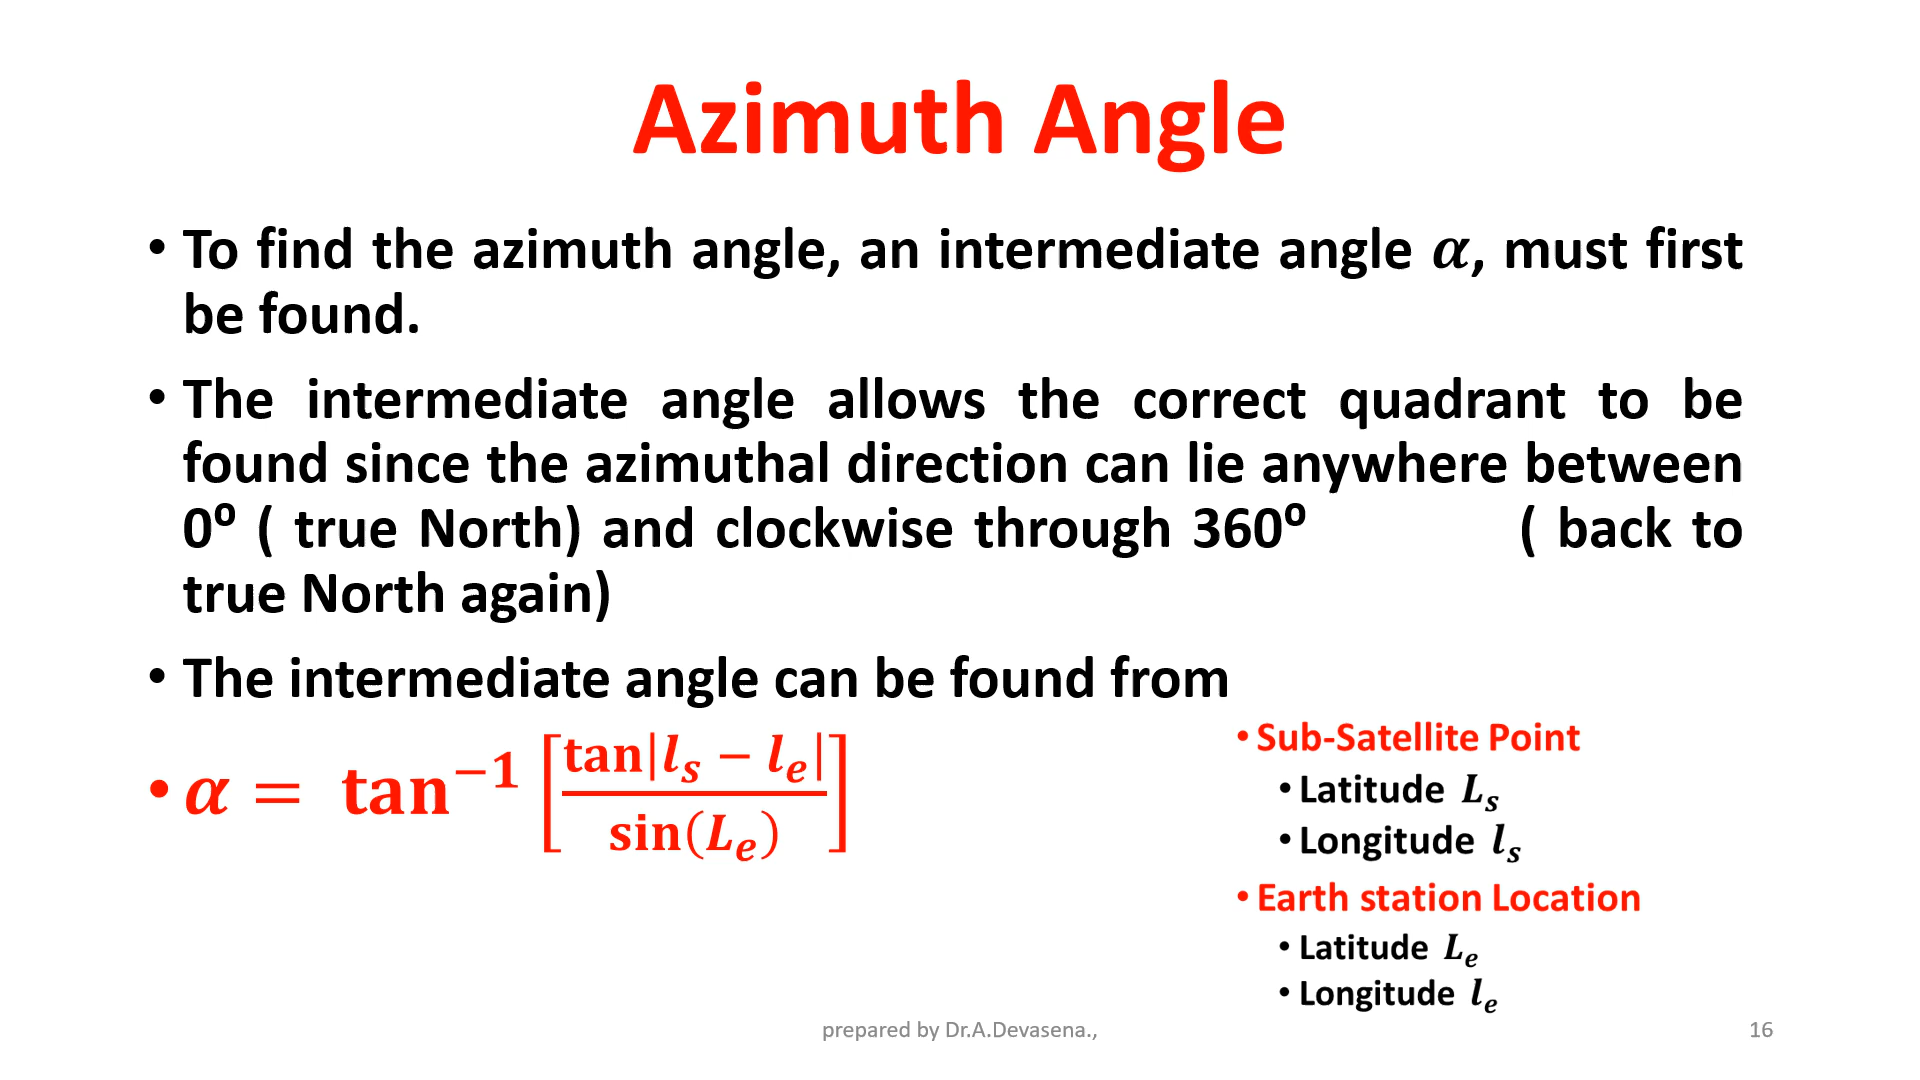 Azimuth Angle
• To find the azimuth angle, an intermediate angle α, must first
be found.
• The intermediate angle allows the correct quadrant to be
found since the azimuthal direction can lie anywhere between
0⁰ ( true North) and clockwise through 360⁰ ( back to
true North again)
• The intermediate angle can be found from
• α = tan⁻¹ [tan|lₛ − lₑ| / sin(Lₑ)]
• Sub-Satellite Point
• Latitude Lₛ
• Longitude lₛ
• Earth station Location
• Latitude Lₑ
• Longitude lₑ
prepared by Dr.A.Devasena.,
16